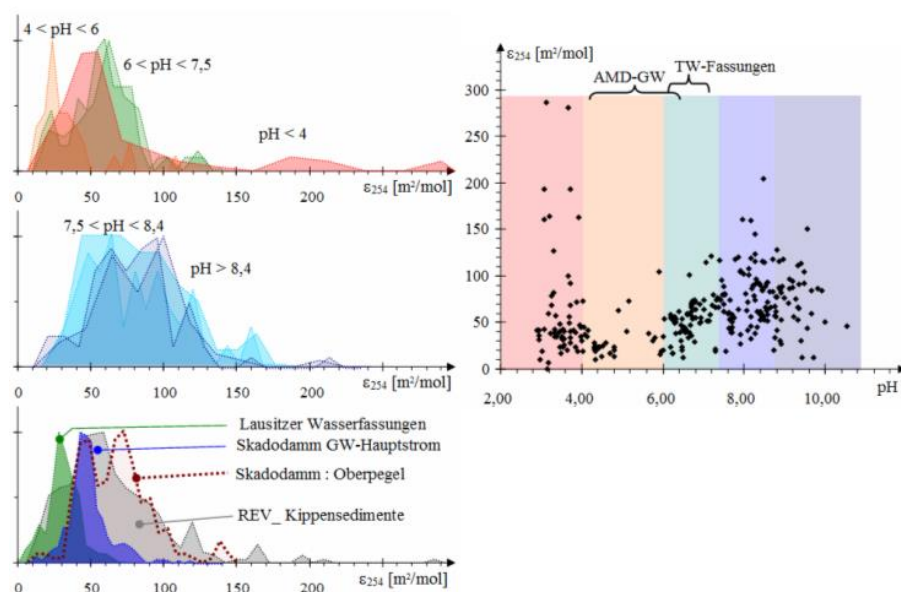 4 < pH < 6
6 < pH < 7,5
pH < 4
0 50 100 150 200
ε254 [m²/mol]
7,5 < pH < 8,4
pH > 8,4
0 50 100 150 200
ε254 [m²/mol]
Lausitzer Wasserfassungen
Skadodamm GW-Hauptstrom
Skadodamm : Oberpegel
REV_ Kippensedimente
0 50 100 150 200
ε254 [m²/mol]
ε254 [m²/mol]
TW-Fassungen
AMD-GW
300
250
200
150
100
50
0
2,00 4,00 6,00 8,00 10,00
pH